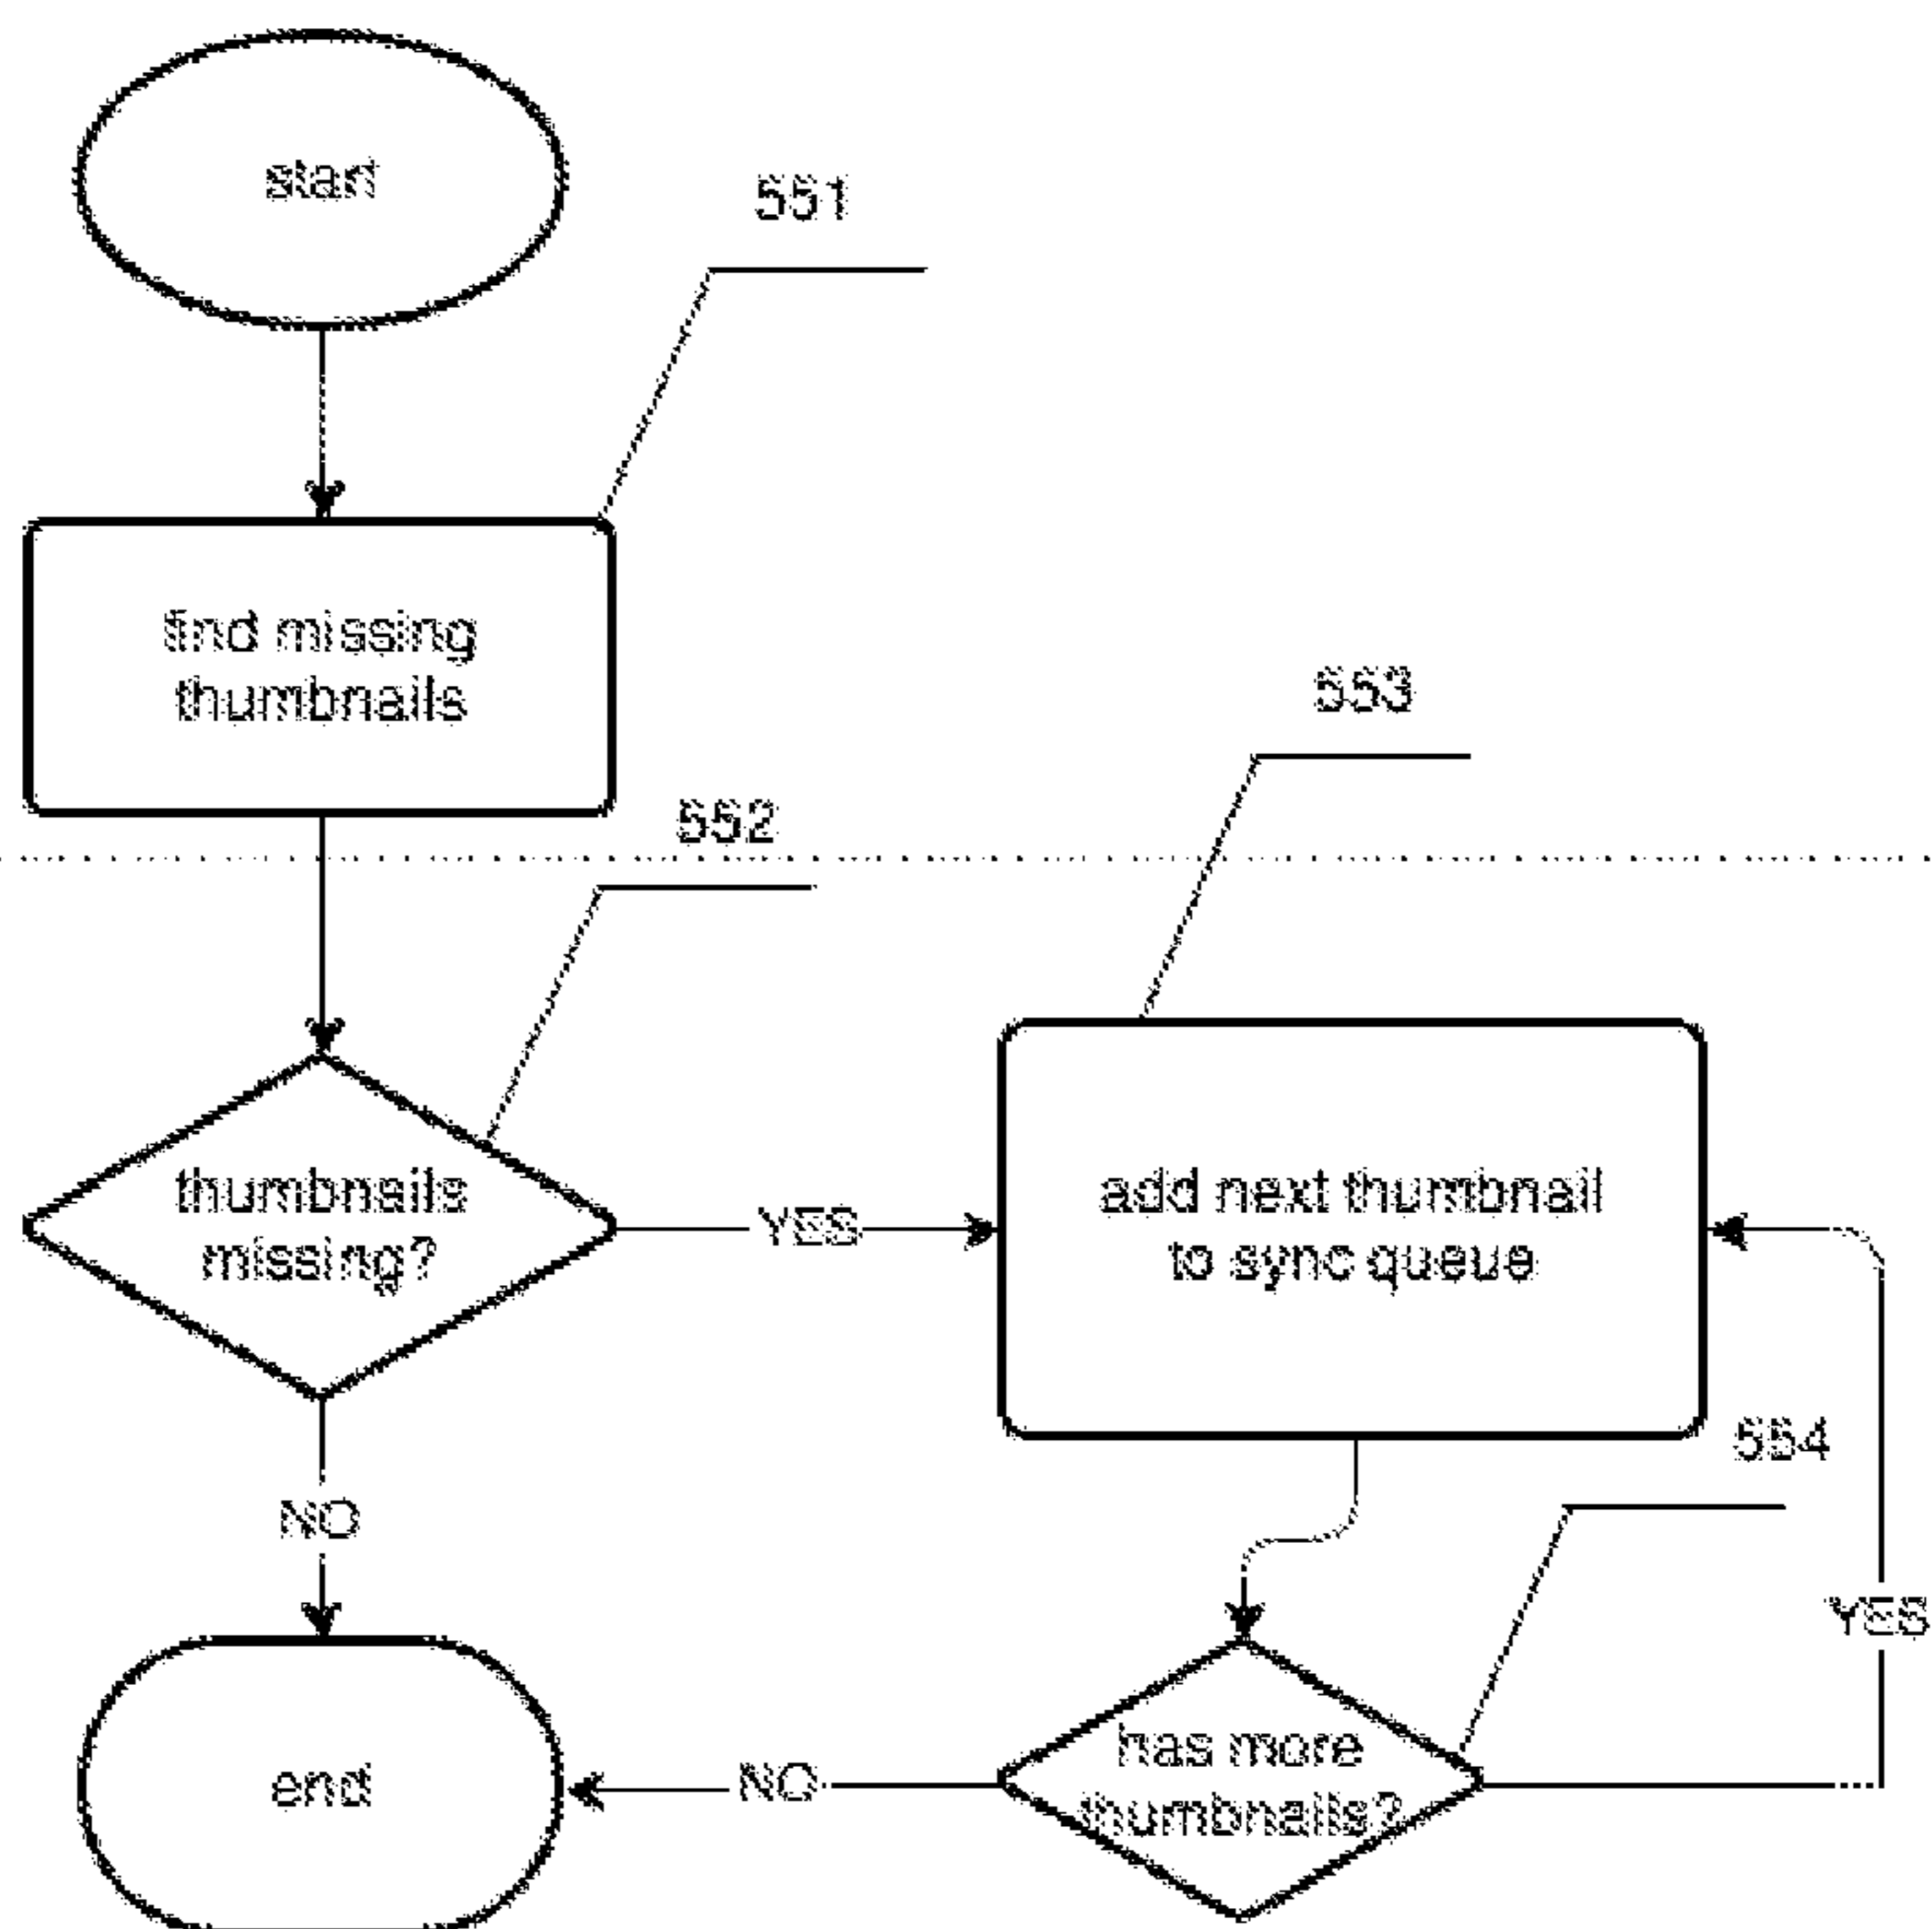 start
551
find missing
thumbnails
553
552
thumbnails
missing?
YES
add next thumbnail
to sync queue
554
NO
YES
has more
thumbnails?
NO
end